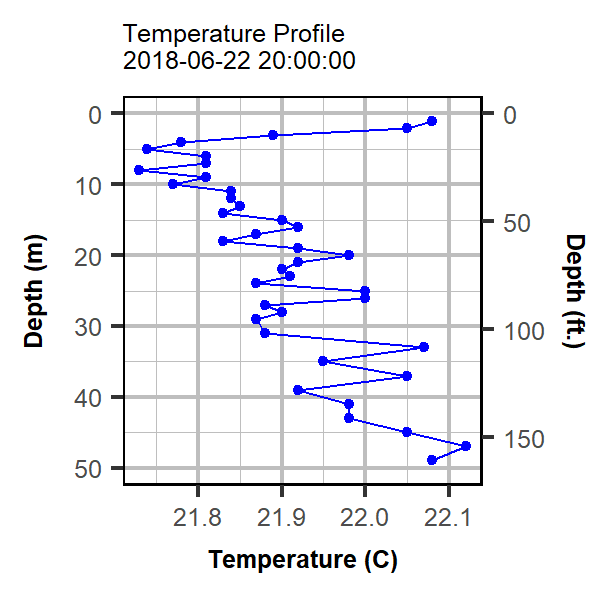 Temperature Profile
2018-06-22 20:00:00
0
10
20
30
40
50
Depth (m)
0
50
100
150
Depth (ft.)
21.8 21.9 22.0 22.1
Temperature (C)